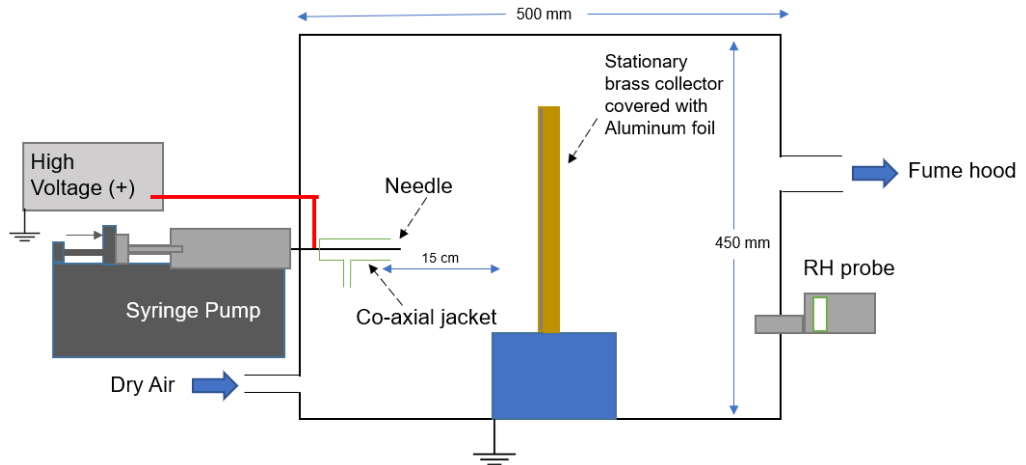 500 mm
Stationary
brass collector
covered with
Aluminum foil
High
Voltage (+)
Needle
Fume hood
450 mm
15 cm
RH probe
Syringe Pump
Co-axial jacket
Dry Air